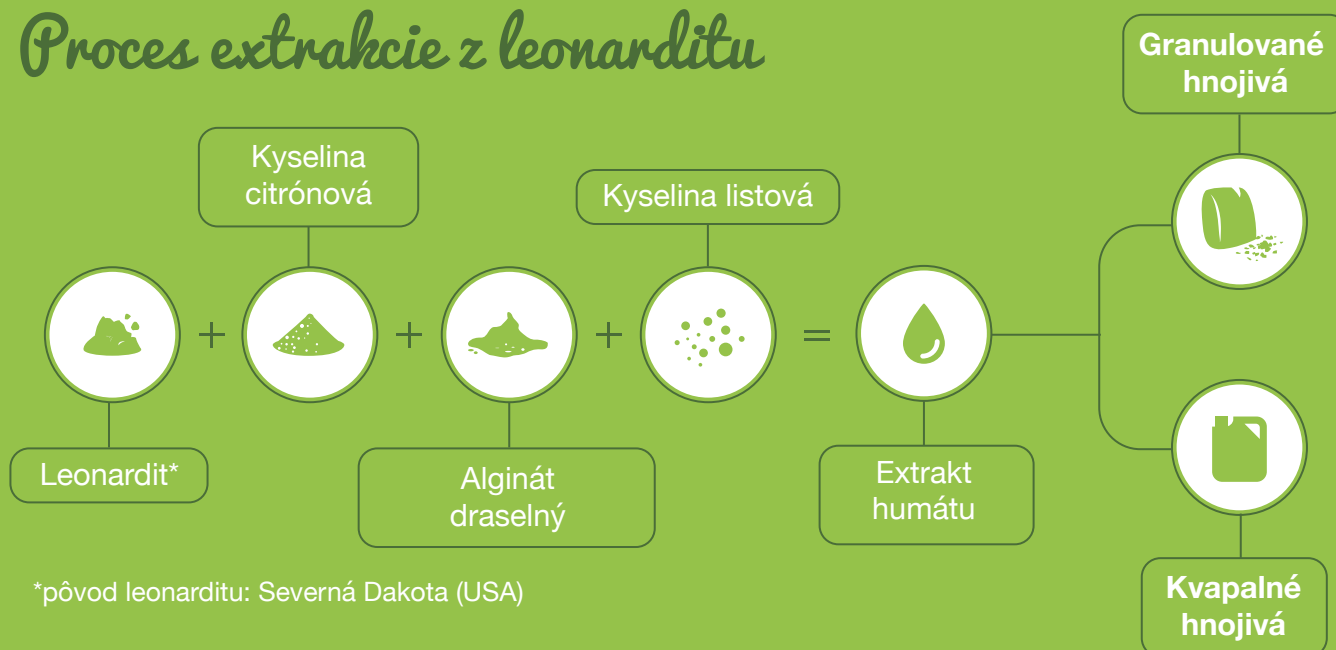 Proces extrakcie z leonarditu
Granulované
hnojivá
Kyselina
citrónová
Kyselina listová
+
+
+
=
Leonardit*
Alginát
draselný
Extrakt
humátu
*pôvod leonarditu: Severná Dakota (USA)
Kvapalné
hnojivá